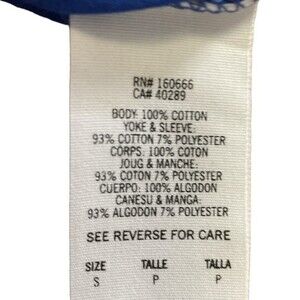 RN# 160666
CA# 40289
BODY: 100% COTTON
YOKE & SLEEVE:
93% COTTON 7% POLYESTER
CORPS: 100% COTON
JOUG & MANCHE:
93% COTON 7% POLYESTER
CUERPO: 100% ALGODON
CANESU & MANGA:
93% ALGODON 7% POLYESTER
SEE REVERSE FOR CARE
SIZE TALLE TALLA
S P P